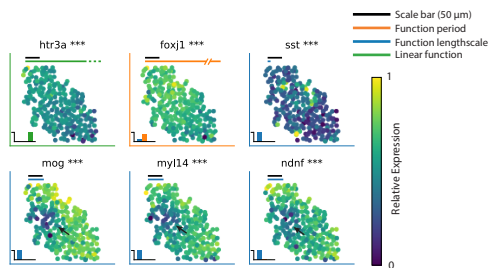 Scale bar (50 μm)
Function period
Function lengthscale
Linear function
htr3a ***
foxj1 ***
sst ***
mog ***
myl14 ***
ndnf ***
1
Relative Expression
0